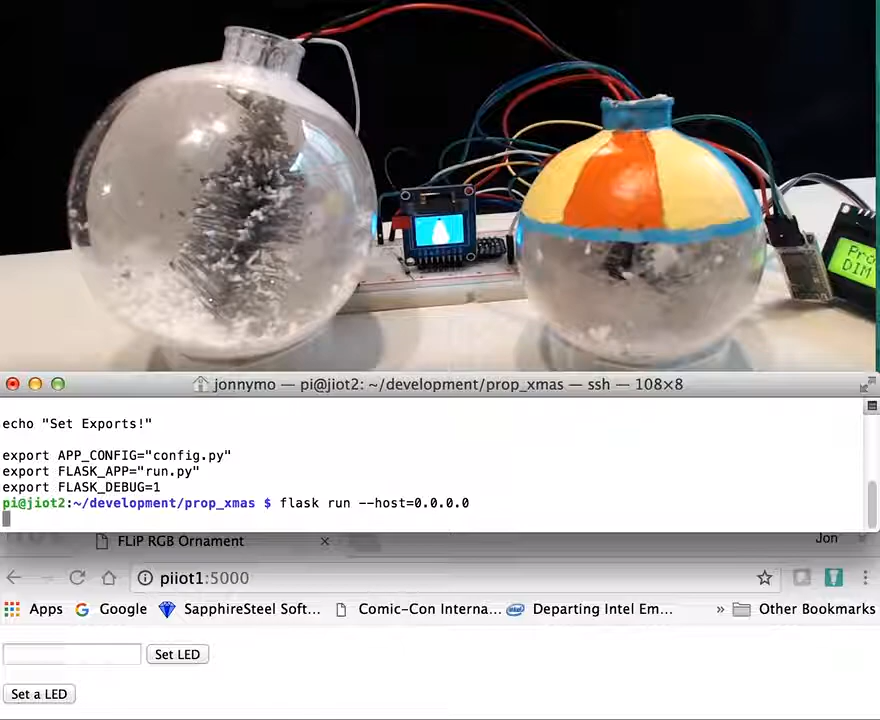 Pro
DIM
jonnymo — pi@jiot2: ~/development/prop_xmas — ssh — 108×8
echo "Set Exports!"
export APP_CONFIG="config.py"
export FLASK_APP="run.py"
export FLASK_DEBUG=1
pi@jiot2:~/development/prop_xmas $ flask run --host=0.0.0.0
FLiP RGB Ornament
Jon
piiot1:5000
Apps Google SapphireSteel Soft... Comic-Con Interna... Departing Intel Em... » Other Bookmarks
Set LED
Set a LED